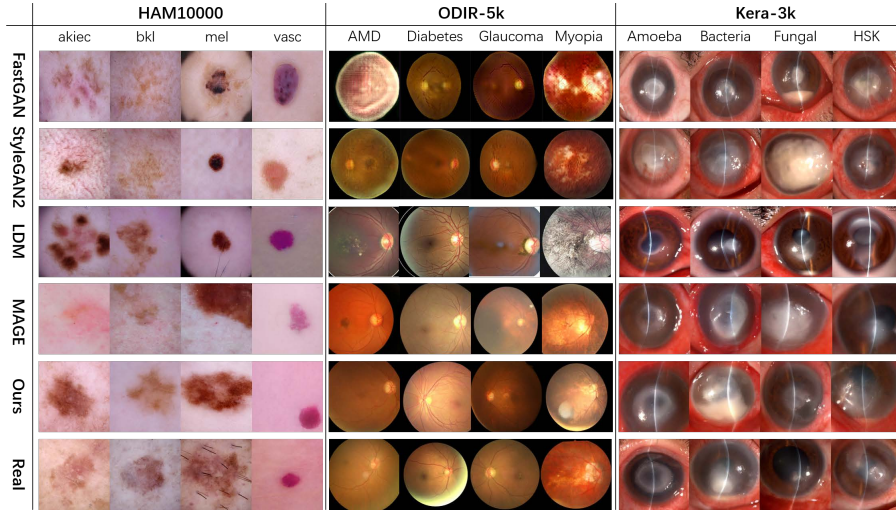 HAM10000 ODIR-5k Kera-3k
akiec bkl mel vasc AMD Diabetes Glaucoma Myopia Amoeba Bacteria Fungal HSK
FastGAN
StyleGAN2
LDM
MAGE
Ours
Real